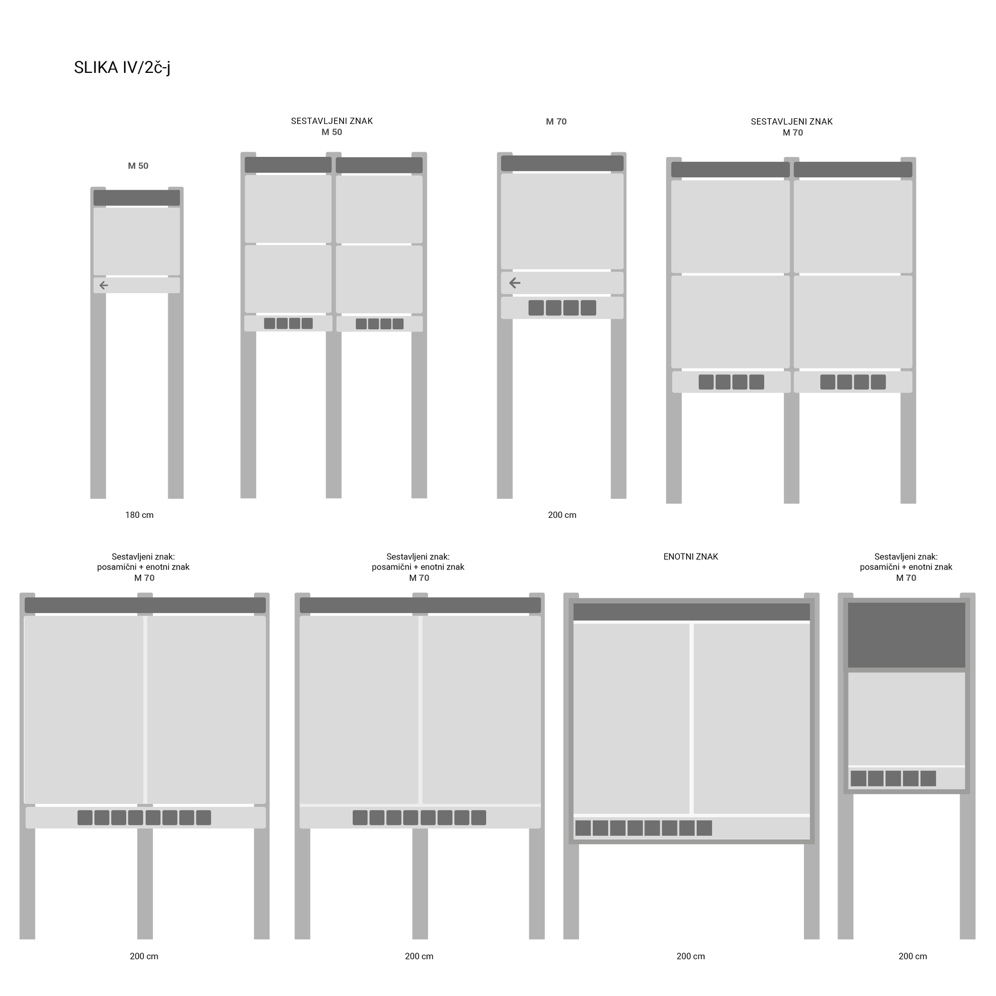 SLIKA IV/2č-j
M 50
SESTAVLJENI ZNAK
M 50
M 70
SESTAVLJENI ZNAK
M 70
180 cm
200 cm
Sestavljeni znak:
posamični + enotni znak
M 70
Sestavljeni znak:
posamični + enotni znak
M 70
ENOTNI ZNAK
Sestavljeni znak:
posamični + enotni znak
M 70
200 cm
200 cm
200 cm
200 cm